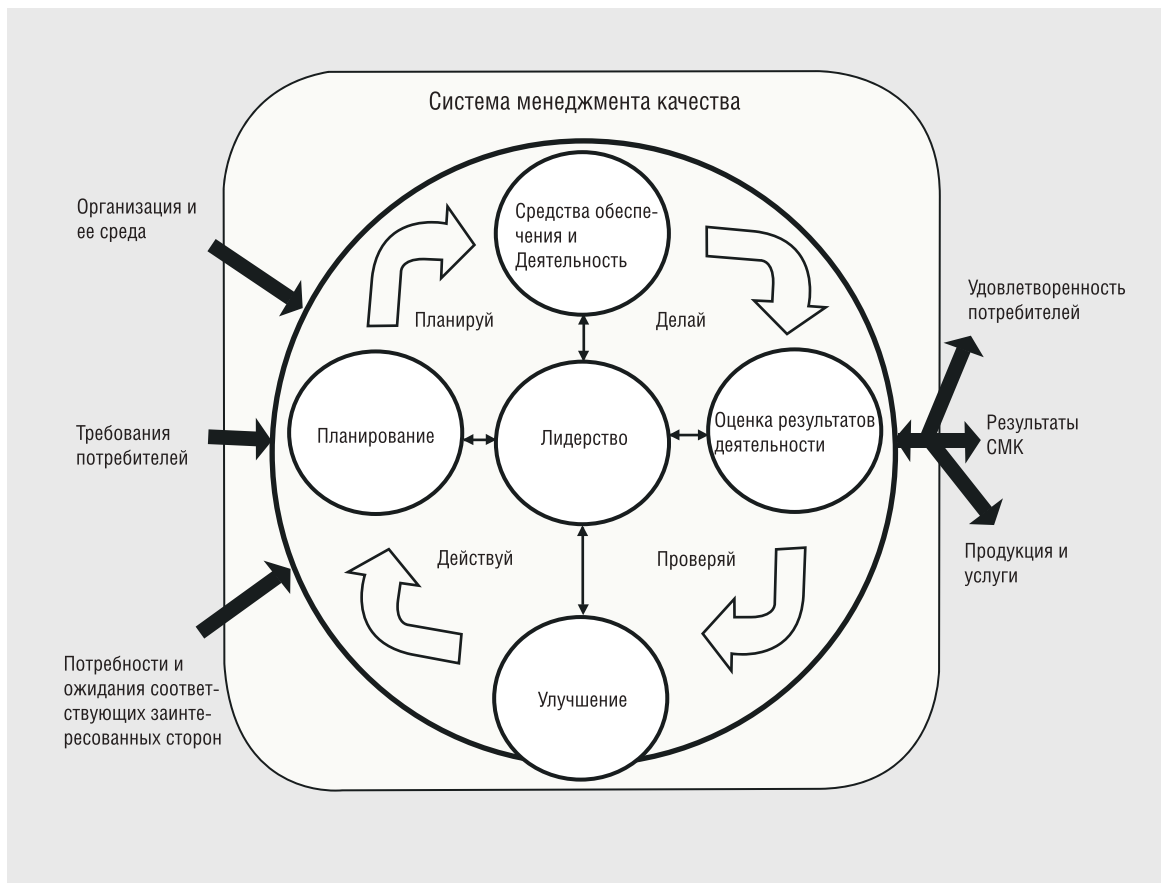 Система менеджмента качества
Организация и
ее среда
Средства обеспе-
чения и
Деятельность
Планируй
Делай
Удовлетворенность
потребителей
Требования
потребителей
Планирование
Лидерство
Оценка результатов
деятельности
Результаты
СМК
Действуй
Проверяй
Продукция и
услуги
Потребности и
ожидания соответ-
ствующих заинте-
ресованных сторон
Улучшение